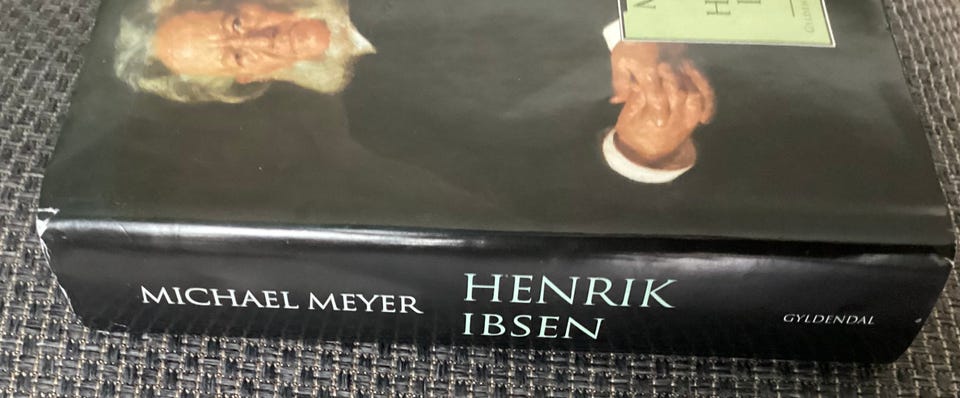 MICHAEL MEYER
HENRIK
IBSEN
GYLDENDAL